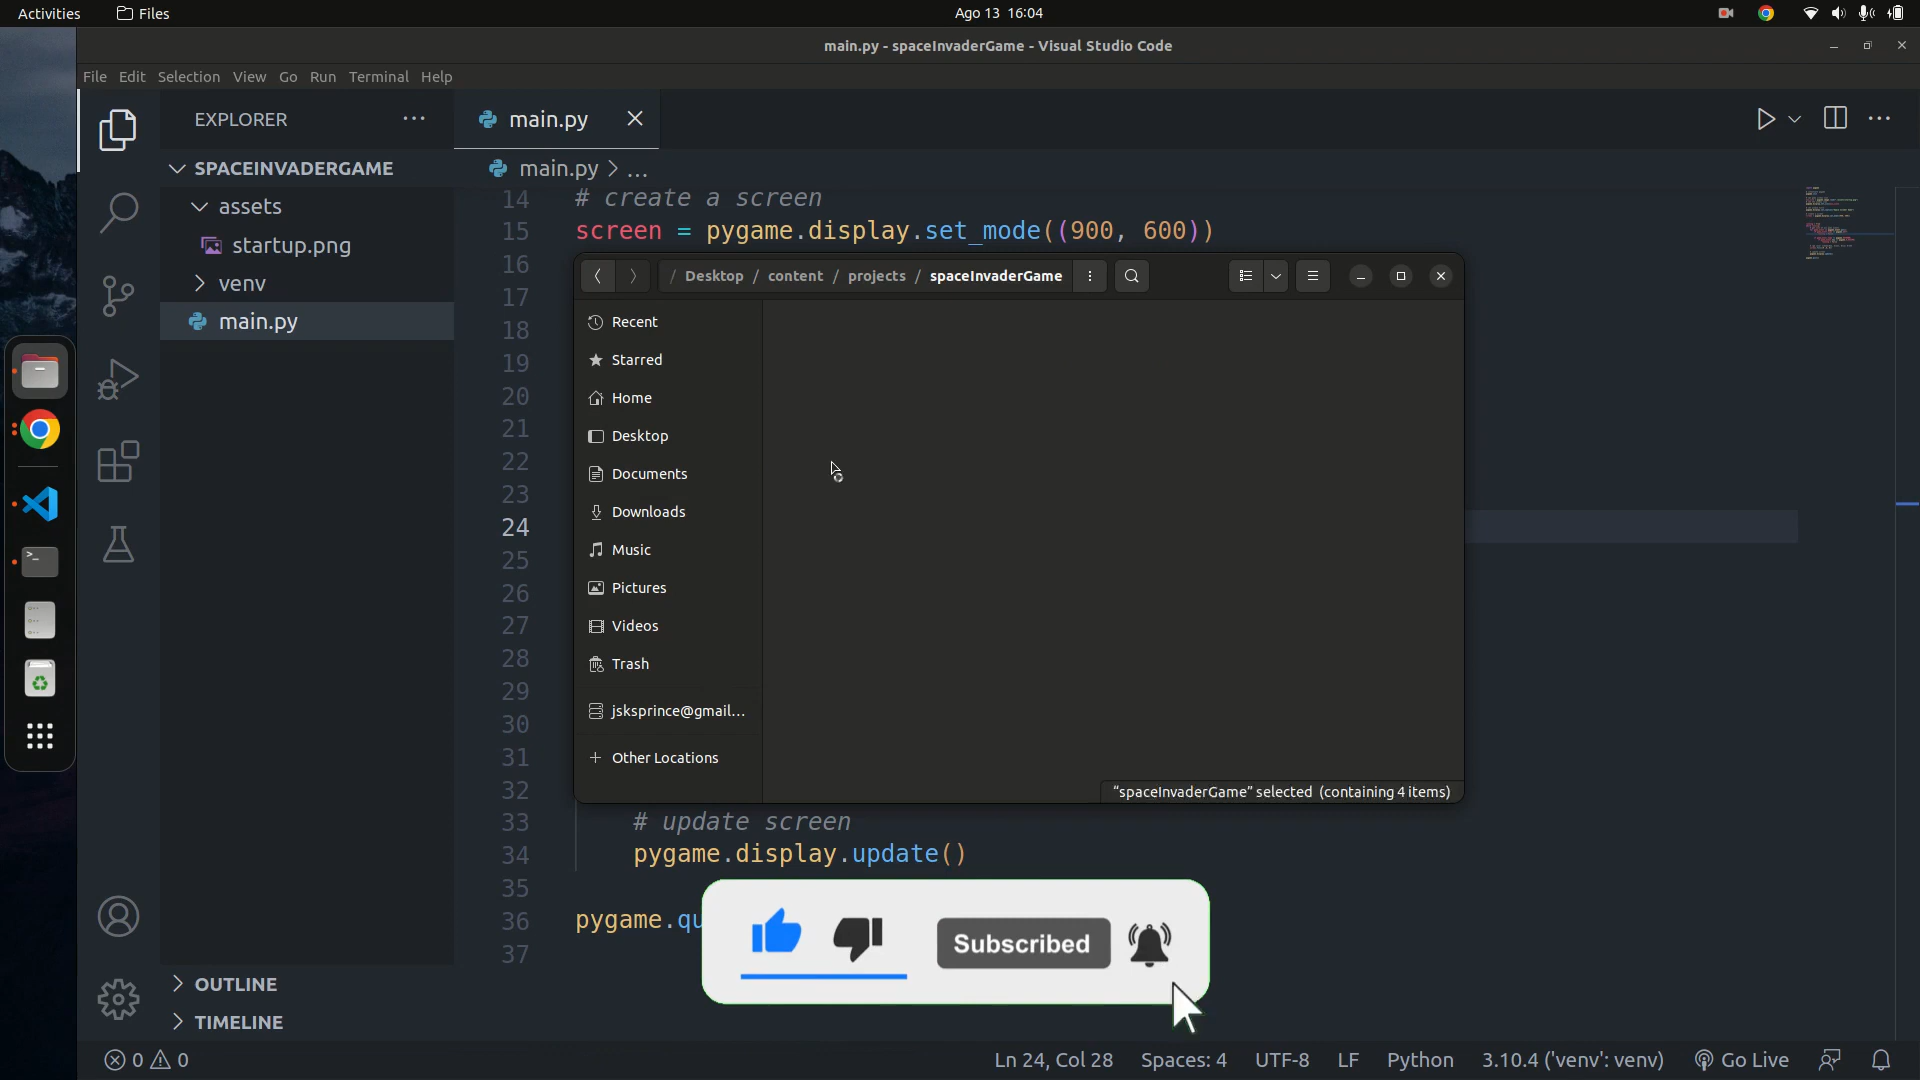 Activities Files Ago 13 16:04
main.py - spaceInvaderGame - Visual Studio Code
File Edit Selection View Go Run Terminal Help
EXPLORER
main.py
SPACEINVADERGAME
main.py > ...
assets
startup.png
venv
main.py
14 # create a screen
15 screen = pygame.display.set_mode((900, 600))
16
17
18
19
20
21
22
23
24
25
26
27
28
29
30
31
32
33 # update screen
34 pygame.display.update()
35
36 pygame.qu
37
/ Desktop / content / projects / spaceInvaderGame
Recent
Starred
Home
Desktop
Documents
Downloads
Music
Pictures
Videos
Trash
jsksprince@gmail...
+ Other Locations
“spaceInvaderGame” selected (containing 4 items)
Subscribed
OUTLINE
TIMELINE
0 0 Ln 24, Col 28 Spaces: 4 UTF-8 LF Python 3.10.4 ('venv': venv) Go Live